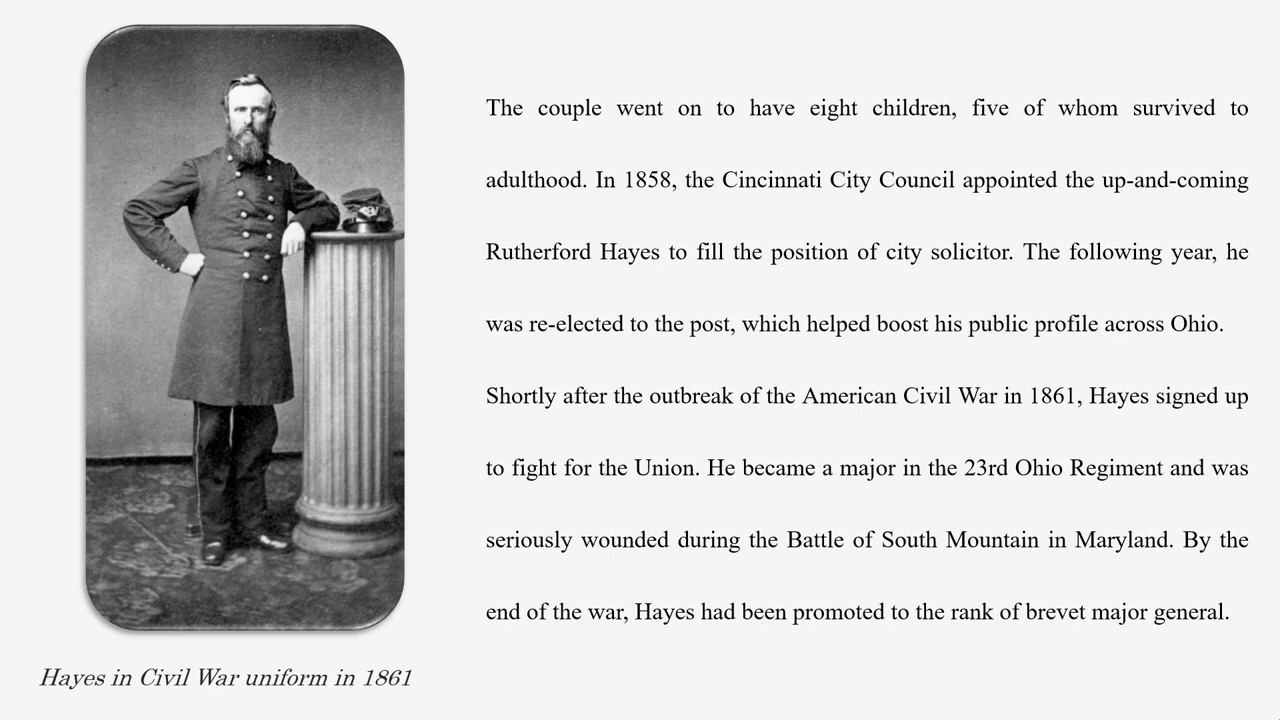 The couple went on to have eight children, five of whom survived to
adulthood. In 1858, the Cincinnati City Council appointed the up-and-coming
Rutherford Hayes to fill the position of city solicitor. The following year, he
was re-elected to the post, which helped boost his public profile across Ohio.
Shortly after the outbreak of the American Civil War in 1861, Hayes signed up
to fight for the Union. He became a major in the 23rd Ohio Regiment and was
seriously wounded during the Battle of South Mountain in Maryland. By the
end of the war, Hayes had been promoted to the rank of brevet major general.
Hayes in Civil War uniform in 1861